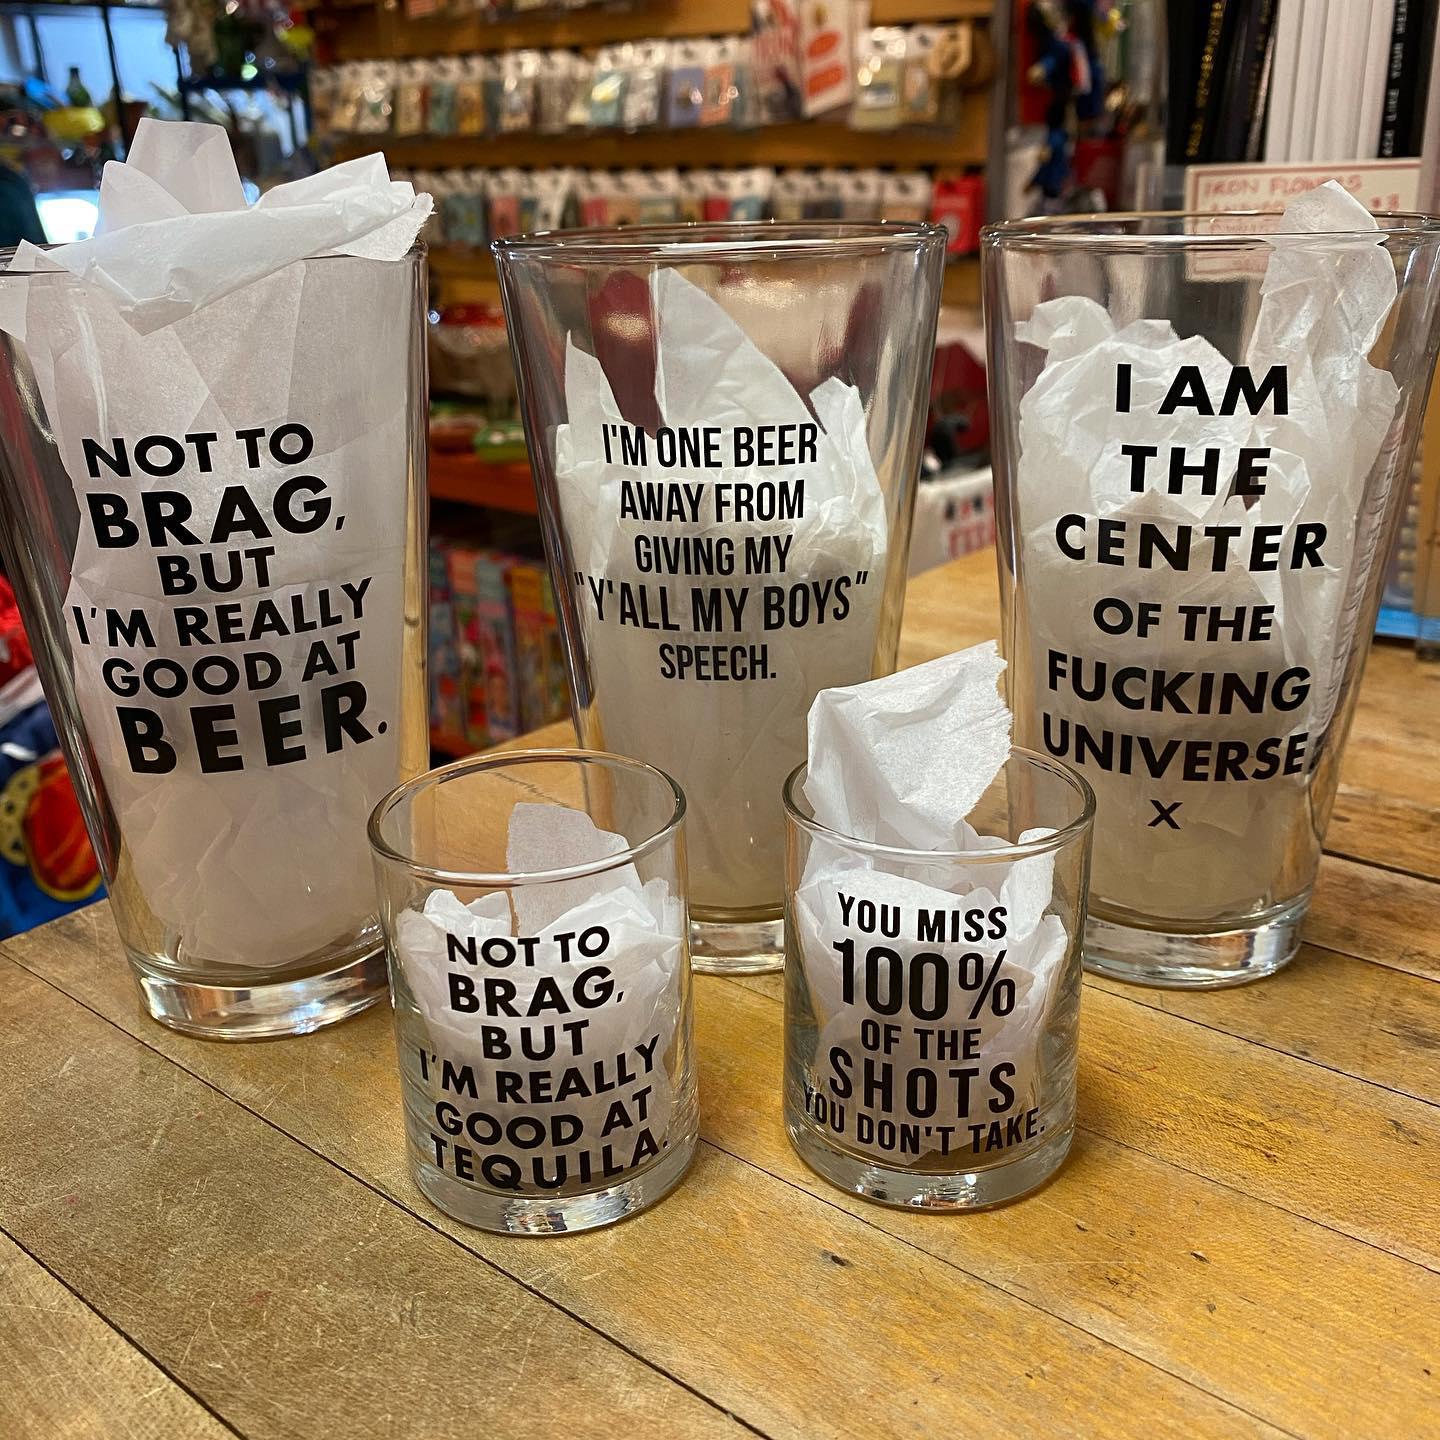 NOT TO
BRAG,
BUT
I'M REALLY
GOOD AT
BEER.
I'M ONE BEER
AWAY FROM
GIVING MY
"Y'ALL MY BOYS"
SPEECH.
I AM
THE
CENTER
OF THE
FUCKING
UNIVERSE.
X
NOT TO
BRAG,
BUT
I'M REALLY
GOOD AT
TEQUILA.
YOU MISS
100%
OF THE
SHOTS
YOU DON'T TAKE.
IRON FLOWERS